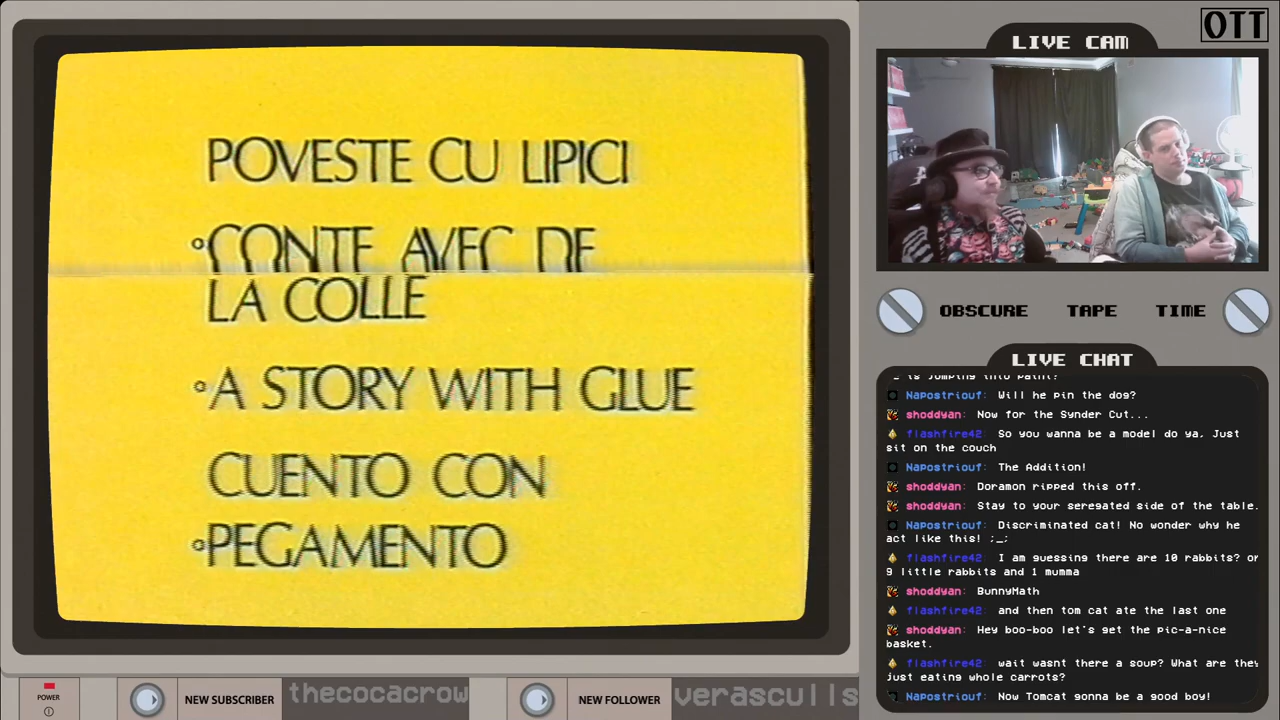 POVESTE CU LIPICI
CONTE AVEC DE
LA COLLE
A STORY WITH GLUE
CUENTO CON
PEGAMENTO
OTT
LIVE CAM
OBSCURE TAPE TIME
LIVE CHAT
is jumping into paint?
Napostriouf: Will he pin the dog?
shoddyan: Now for the Synder Cut...
flashfire42: So you wanna be a model do ya, Just
sit on the couch
Napostriouf: The Addition!
shoddyan: Doramon ripped this off.
shoddyan: Stay to your seregated side of the table.
Napostriouf: Discriminated cat! No wonder why he
act like this! ;_;
flashfire42: I am guessing there are 10 rabbits? or
9 little rabbits and 1 mumma
shoddyan: BunnyMath
flashfire42: and then tom cat ate the last one
shoddyan: Hey boo-boo let's get the pic-a-nice
basket.
flashfire42: wait wasnt there a soup? What are they
just eating whole carrots?
Napostriouf: Now Tomcat gonna be a good boy!
POWER
NEW SUBSCRIBER
thecocacrow
NEW FOLLOWER
verasculls